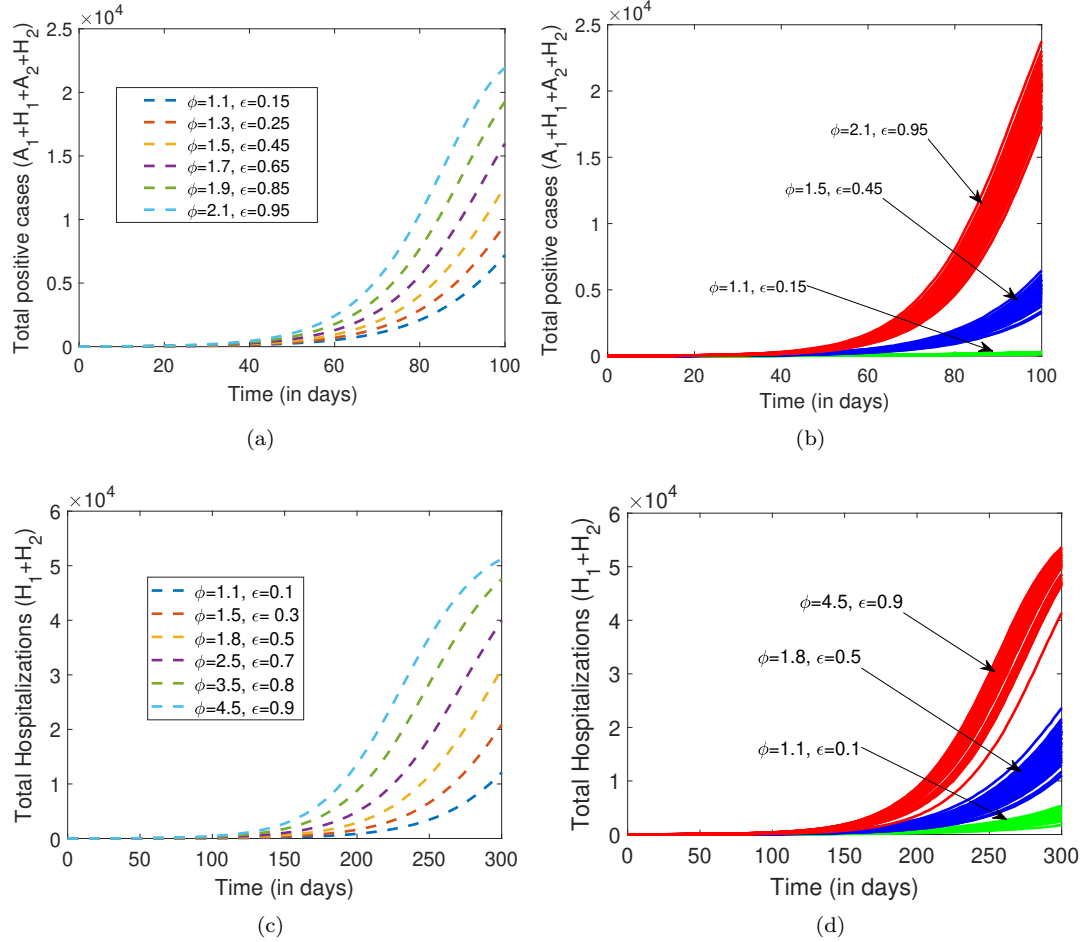 ×10⁴
2.5
2
1.5
1
0.5
0
Total positive cases (A₁+H₁+A₂+H₂)
ϕ=1.1, ϵ=0.15
ϕ=1.3, ϵ=0.25
ϕ=1.5, ϵ=0.45
ϕ=1.7, ϵ=0.65
ϕ=1.9, ϵ=0.85
ϕ=2.1, ϵ=0.95
0 20 40 60 80 100
Time (in days)
(a)
×10⁴
2.5
2
1.5
1
0.5
0
Total positive cases (A₁+H₁+A₂+H₂)
ϕ=2.1, ϵ=0.95
ϕ=1.5, ϵ=0.45
ϕ=1.1, ϵ=0.15
0 20 40 60 80 100
Time (in days)
(b)
×10⁴
6
5
4
3
2
1
0
Total Hospitalizations (H₁+H₂)
ϕ=1.1, ϵ=0.1
ϕ=1.5, ϵ= 0.3
ϕ=1.8, ϵ=0.5
ϕ=2.5, ϵ=0.7
ϕ=3.5, ϵ=0.8
ϕ=4.5, ϵ=0.9
0 50 100 150 200 250 300
Time (in days)
(c)
×10⁴
6
5
4
3
2
1
0
Total Hospitalizations (H₁+H₂)
ϕ=4.5, ϵ=0.9
ϕ=1.8, ϵ=0.5
ϕ=1.1, ϵ=0.1
0 50 100 150 200 250 300
Time (in days)
(d)